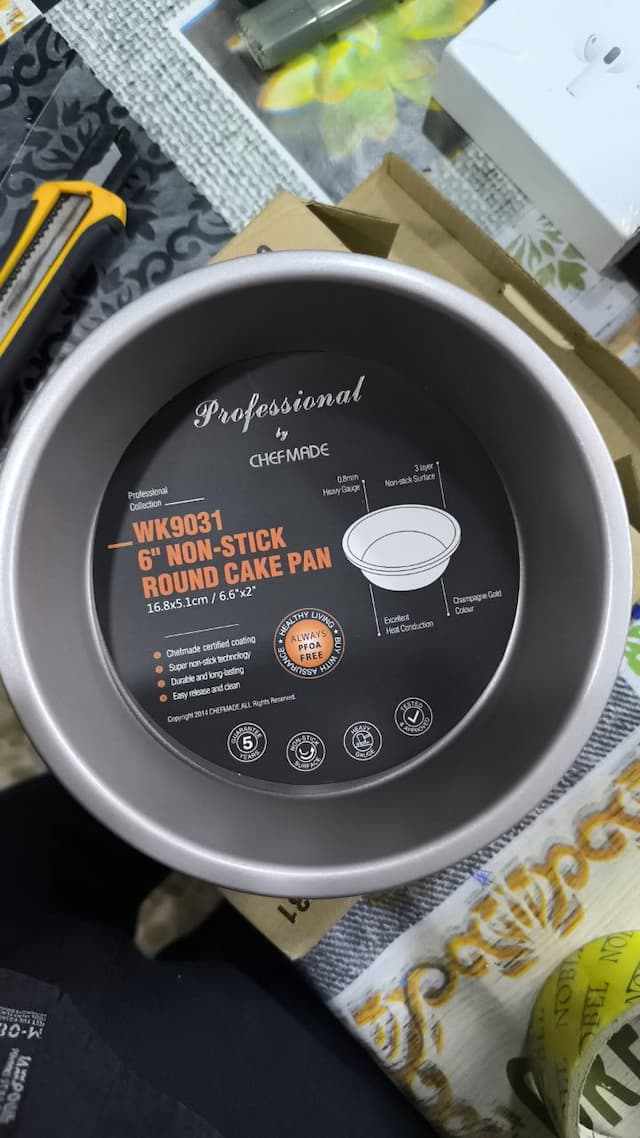 Professional
by
CHEFMADE
Professional
Collection
WK9031
6" NON-STICK
ROUND CAKE PAN
16.8x5.1cm / 6.6"x2"
0.8mm
Heavy Gauge
3 layer
Non-stick Surface
Excellent
Heat Conduction
Champagne Gold
Colour
Chefmade certified coating
Super non-stick technology
Durable and long-lasting
Easy release and clean
HEALTHY LIVING
ALWAYS
PFOA
FREE
BUY WITH ASSURANCE
Copyright 2014 CHEFMADE.ALL Rights Reserved.
GUARANTEE
5
YEARS
NON-STICK
SURFACE
HEAVY
GAUGE
TESTED
& APPROVED
31
NOBEL
NOBEL